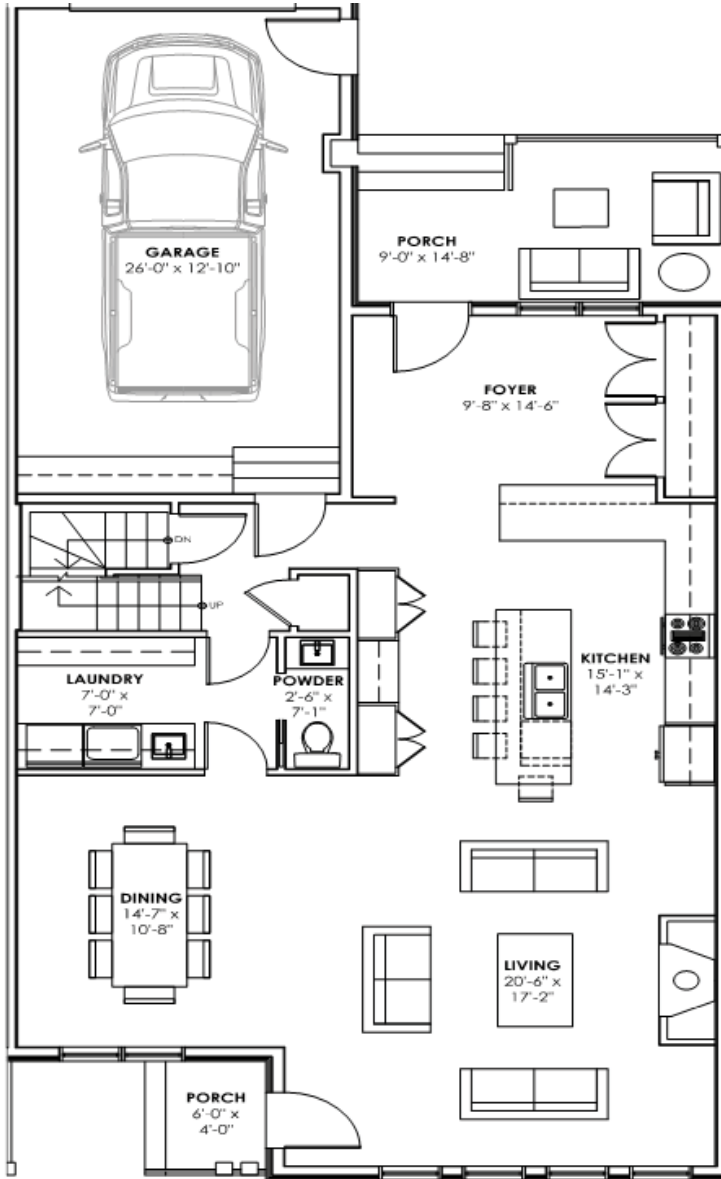 GARAGE
26'-0" x 12'-10"
PORCH
9'-0" x 14'-8"
FOYER
9'-8" x 14'-6"
DN
UP
LAUNDRY
7'-0" x
7'-0"
POWDER
2'-6" x
7'-1"
KITCHEN
15'-1" x
14'-3"
DINING
14'-7" x
10'-8"
LIVING
20'-6" x
17'-2"
PORCH
6'-0" x
4'-0"